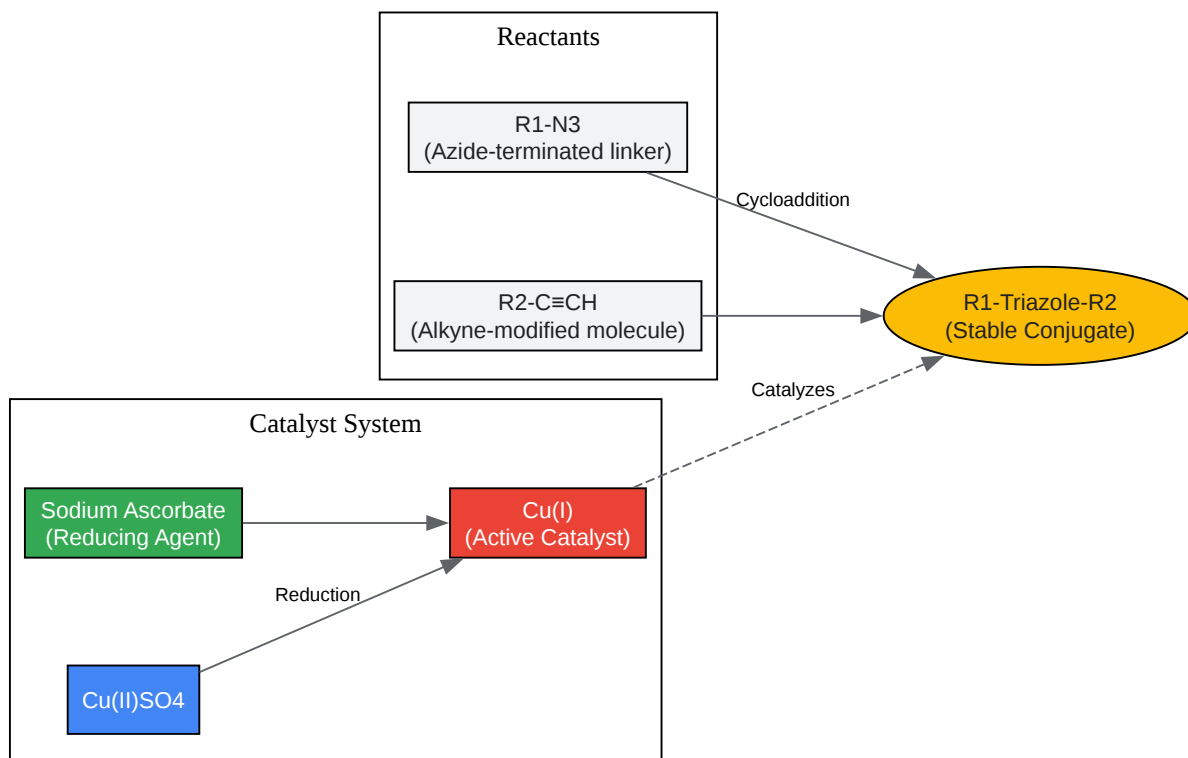 Reactants
R1-N3
(Azide-terminated linker)
Cycloaddition
R2-C≡CH
(Alkyne-modified molecule)
R1-Triazole-R2
(Stable Conjugate)
Catalyzes
Catalyst System
Sodium Ascorbate
(Reducing Agent)
Cu(I)
(Active Catalyst)
Reduction
Cu(II)SO4